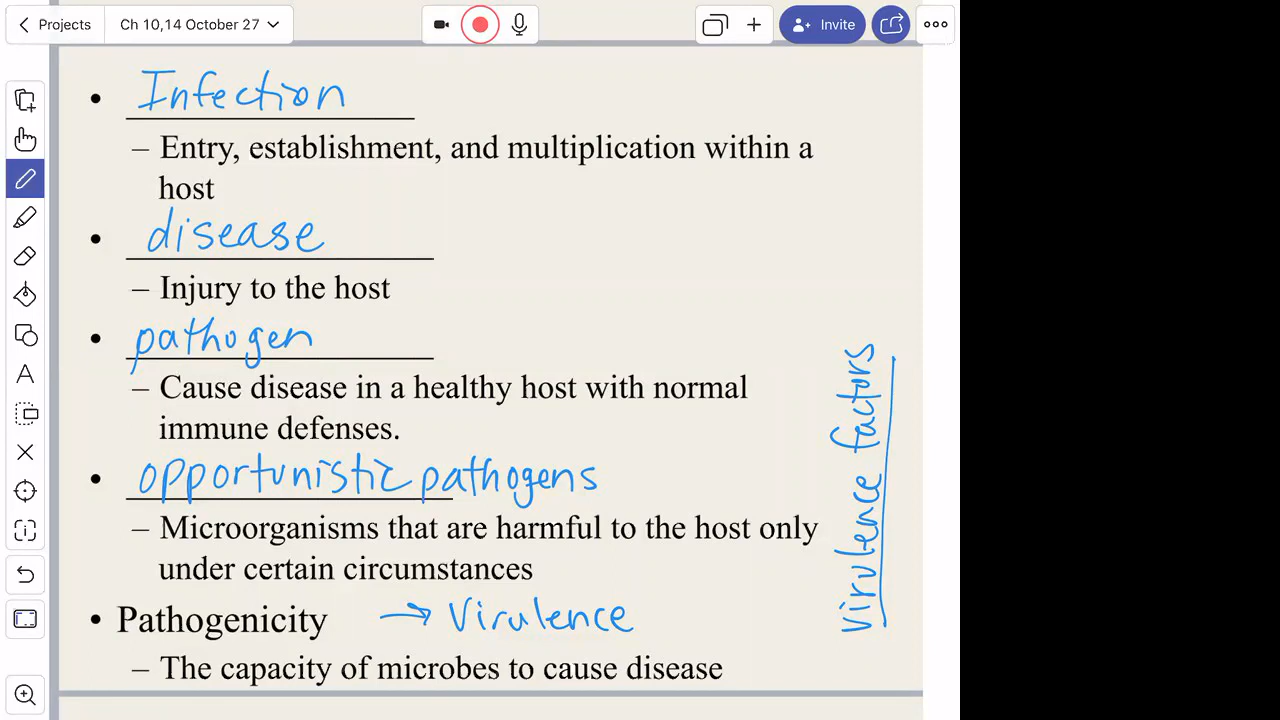 Projects
Ch 10,14 October 27
Invite
• Infection
– Entry, establishment, and multiplication within a
host
• disease
– Injury to the host
• pathogen
– Cause disease in a healthy host with normal
immune defenses.
• opportunistic pathogens
– Microorganisms that are harmful to the host only
under certain circumstances
• Pathogenicity → Virulence
– The capacity of microbes to cause disease
virulence factors